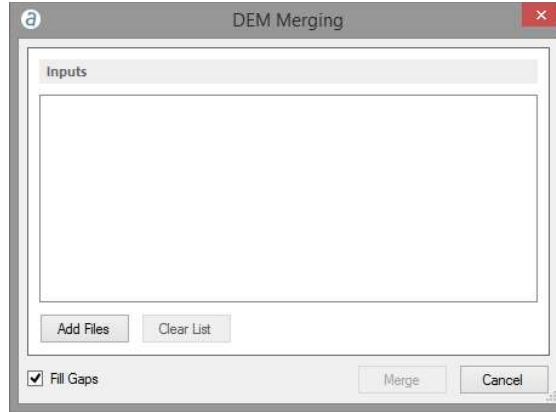 DEM Merging
Inputs
Add Files
Clear List
Fill Gaps
Merge
Cancel